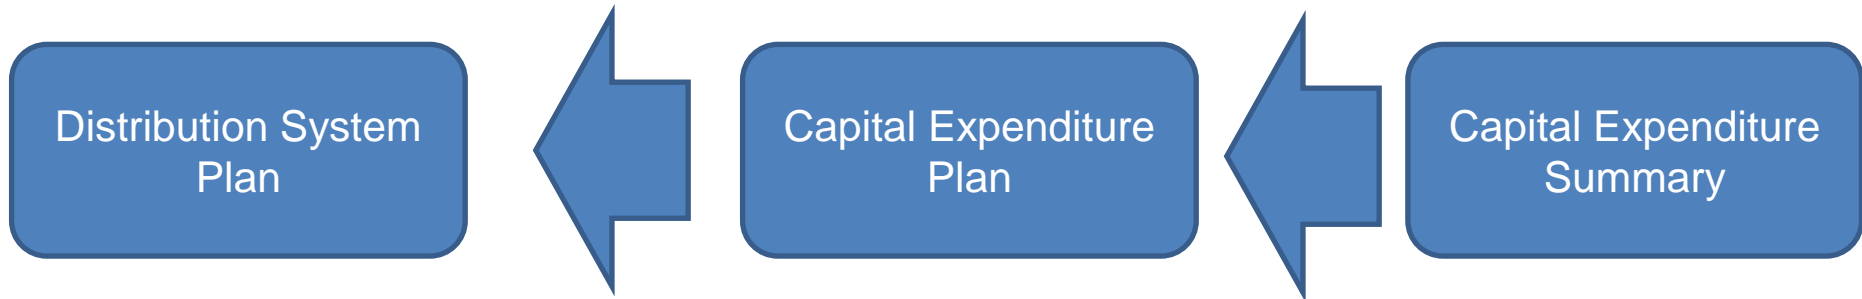 Distribution System
Plan
Capital Expenditure
Plan
Capital Expenditure
Summary